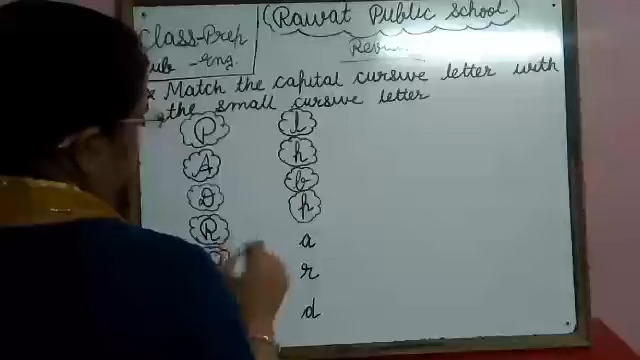 (Rawat Public School)
Class-Prep
Sub - Eng.
* Match the capital cursive letter with
the small cursive letter
P l
A h
D b
R p
a
r
d